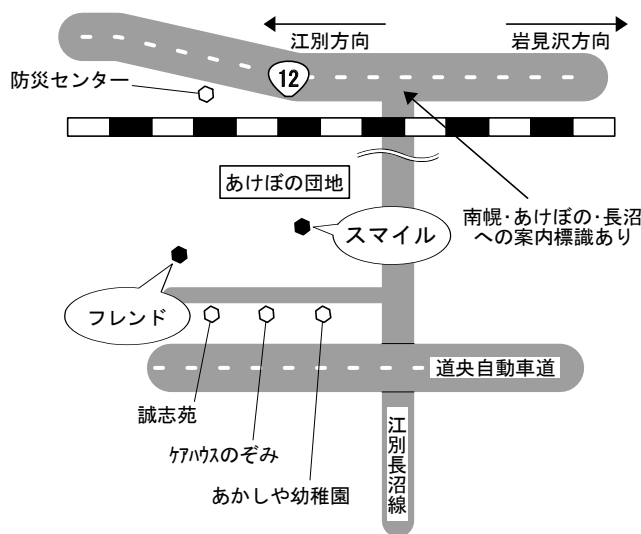 江別方向
岩見沢方向
防災センター
12
あけぼの団地
南幌･あけぼの･長沼
への案内標識あり
スマイル
フレンド
道央自動車道
誠志苑
ｹｱﾊｳｽのぞみ
あかしや幼稚園
江別長沼線